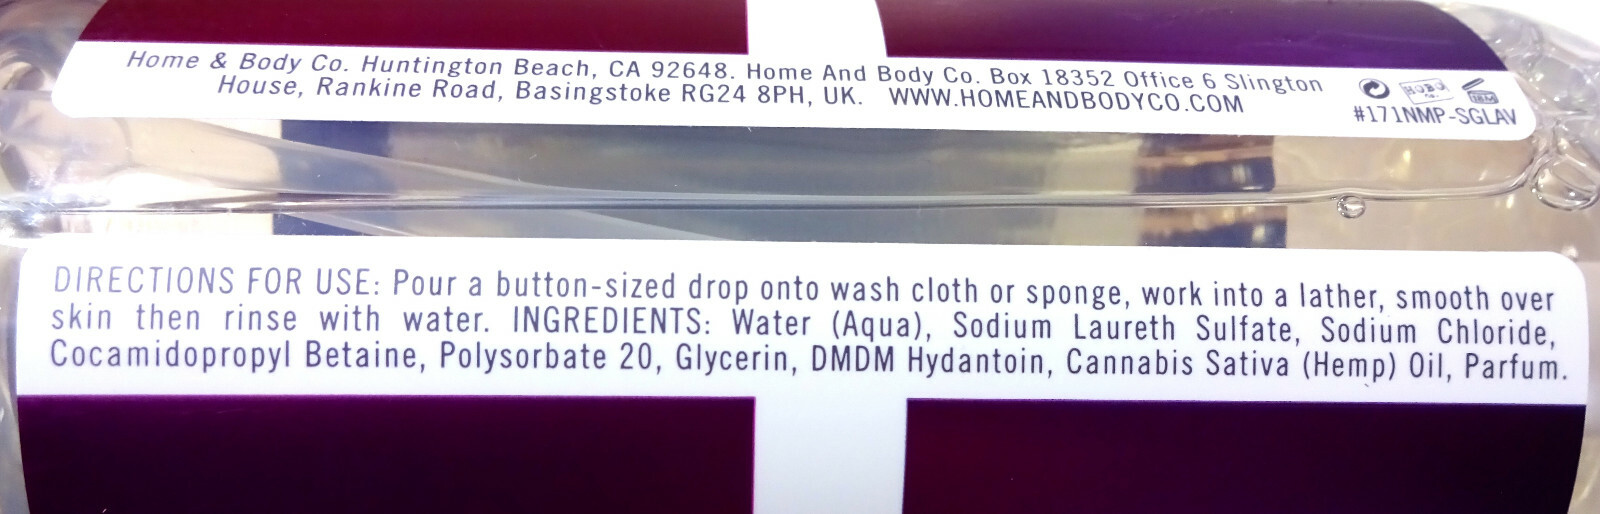 Home & Body Co. Huntington Beach, CA 92648. Home And Body Co. Box 18352 Office 6 Slington
House, Rankine Road, Basingstoke RG24 8PH, UK. WWW.HOMEANDBODYCO.COM
HOBO
#171NMP-SGLAV
DIRECTIONS FOR USE: Pour a button-sized drop onto wash cloth or sponge, work into a lather, smooth over
skin then rinse with water. INGREDIENTS: Water (Aqua), Sodium Laureth Sulfate, Sodium Chloride,
Cocamidopropyl Betaine, Polysorbate 20, Glycerin, DMDM Hydantoin, Cannabis Sativa (Hemp) Oil, Parfum.